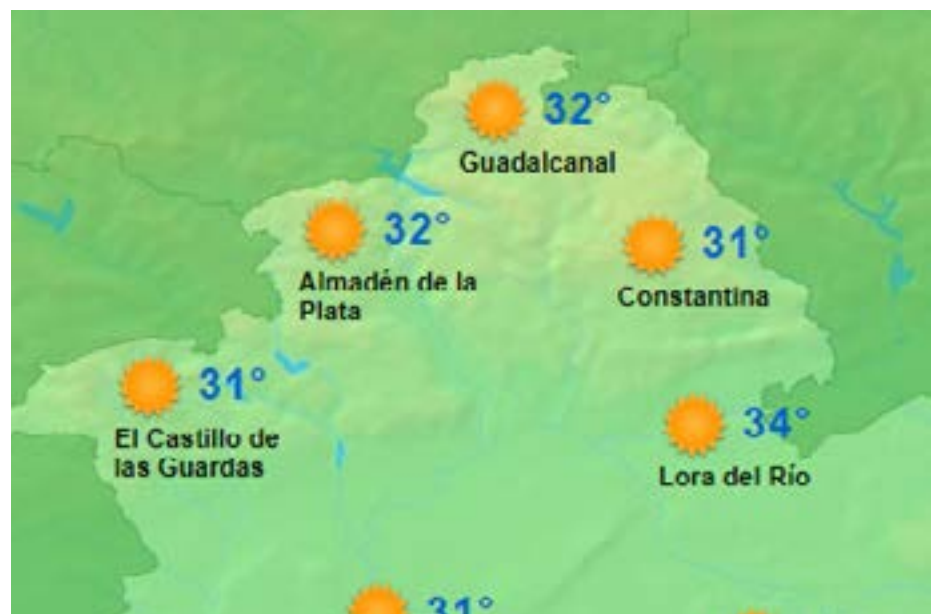 32°
Guadalcanal
32°
Almadén de la
Plata
31°
Constantina
31°
El Castillo de
las Guardas
34°
Lora del Río
31°